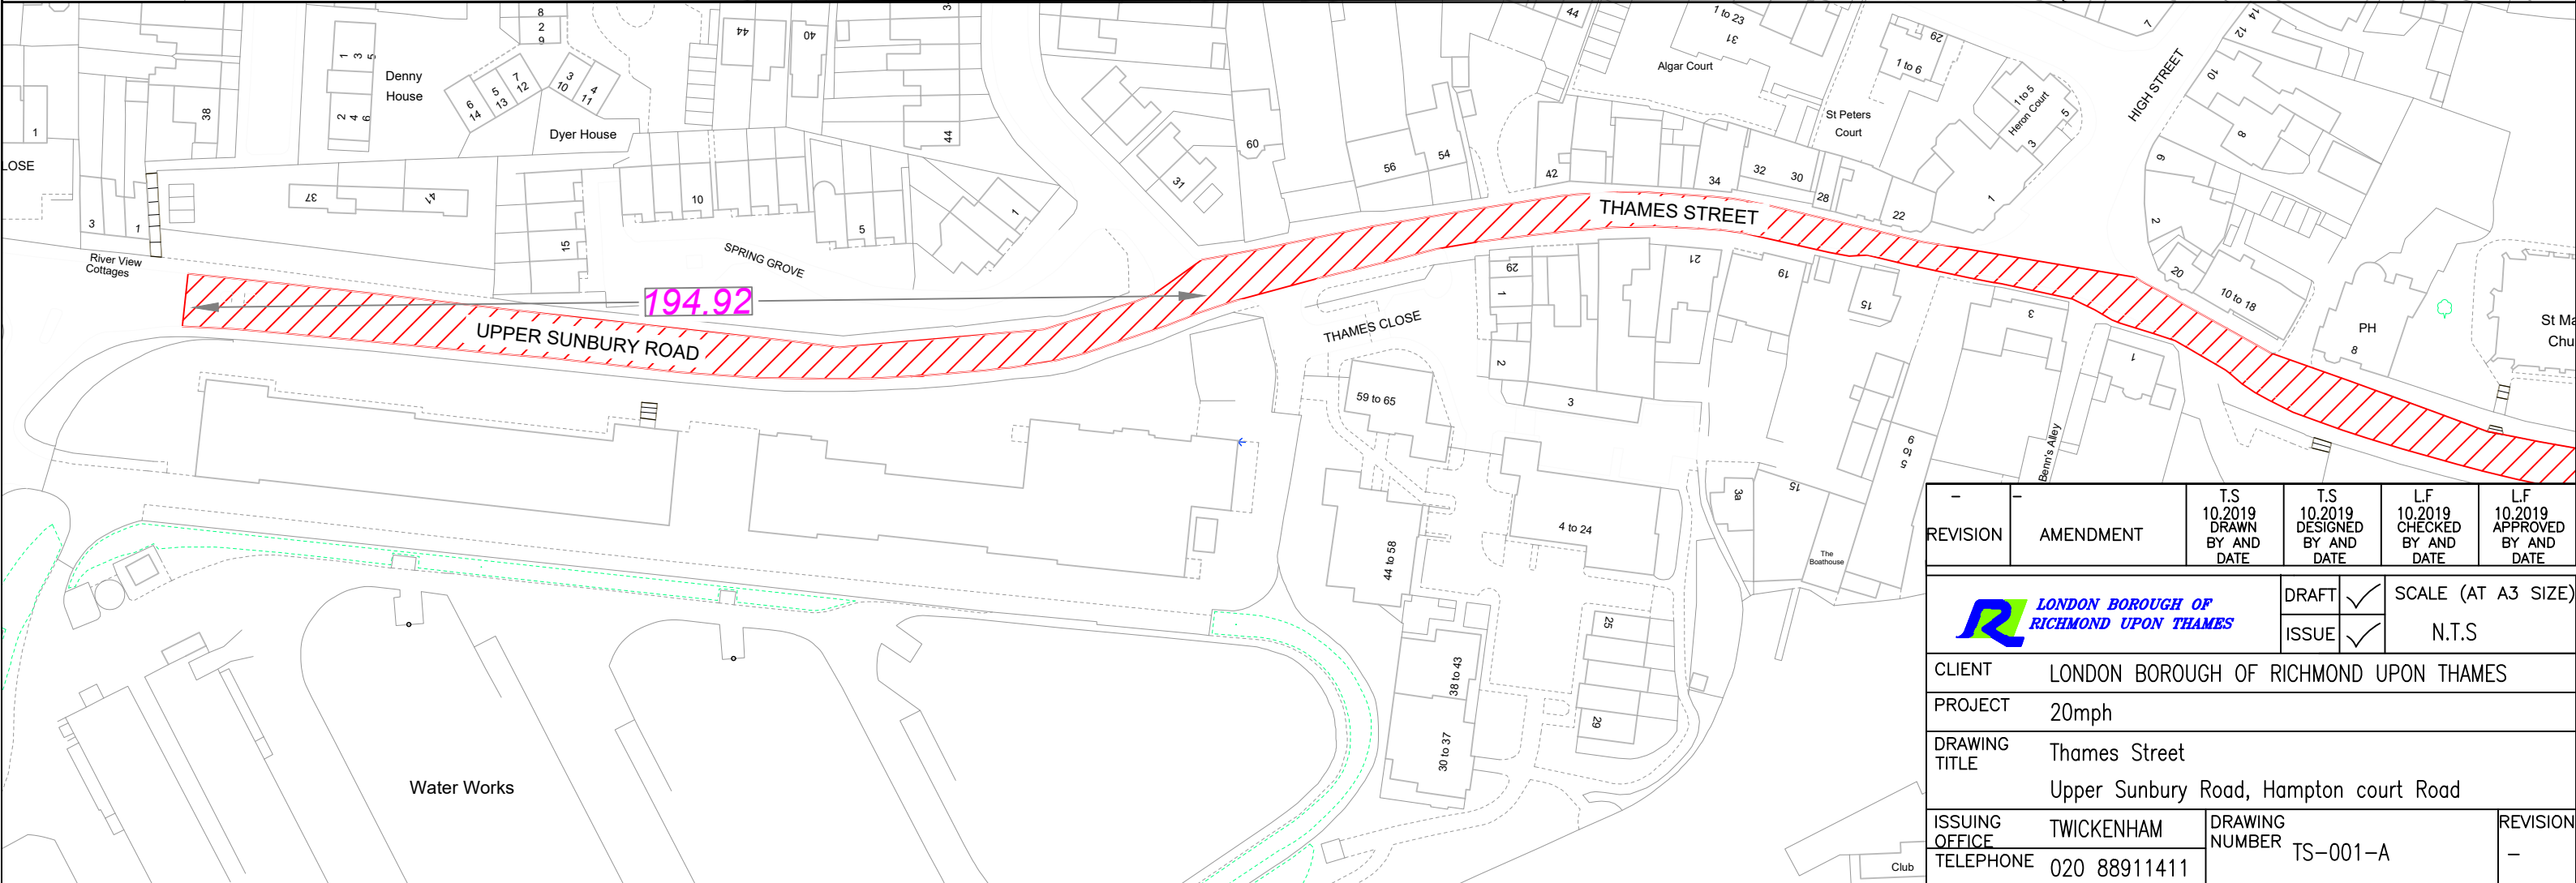 8
2
9
44
40
44
1 to 23
31
29
1 to 6
7
14
12
10
HIGH STREET
1 3 5
Denny
House
2 4 6
38
6
14
5
13
7
12
3
10
4
11
Dyer House
44
Algar Court
St Peters
Court
1 to 5
Heron Court
5
3
8
1
LOSE
60
56
54
31
42
34
32
30
28
22
1
6
2
20
10 to 18
3
1
River View
Cottages
37
41
15
10
5
1
SPRING GROVE
THAMES STREET
194.92
UPPER SUNBURY ROAD
THAMES CLOSE
29
1
2
3
21
19
15
3
1
PH
8
St Ma
Chu
59 to 65
5 to 9
Benn's Alley
44 to 58
4 to 24
3a
15
The
Boathouse
25
29
38 to 43
30 to 37
Water Works
Club
- - T.S T.S L.F L.F
10.2019 10.2019 10.2019 10.2019
REVISION AMENDMENT DRAWN DESIGNED CHECKED APPROVED
BY AND BY AND BY AND BY AND
DATE DATE DATE DATE
LONDON BOROUGH OF
RICHMOND UPON THAMES
DRAFT SCALE (AT A3 SIZE)
ISSUE N.T.S
CLIENT LONDON BOROUGH OF RICHMOND UPON THAMES
PROJECT 20mph
DRAWING
TITLE
Thames Street
Upper Sunbury Road, Hampton court Road
ISSUING
OFFICE
TWICKENHAM
TELEPHONE 020 88911411
DRAWING
NUMBER
TS-001-A
REVISION
-